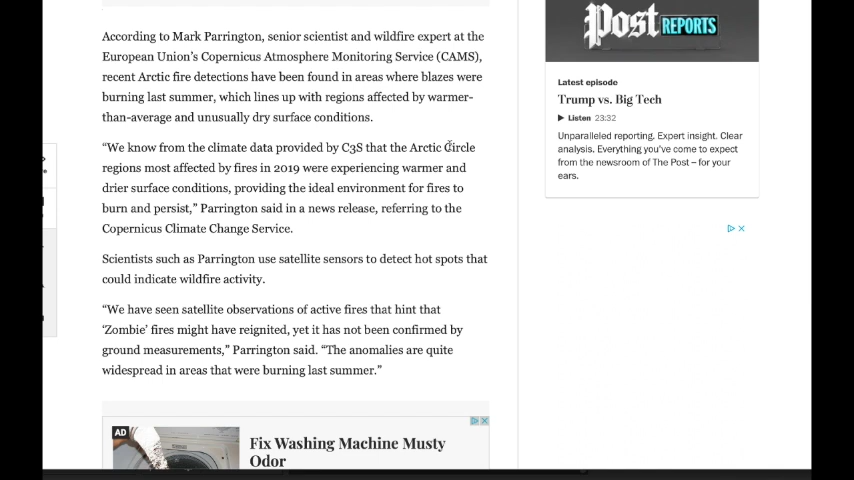 According to Mark Parrington, senior scientist and wildfire expert at the
European Union's Copernicus Atmosphere Monitoring Service (CAMS),
recent Arctic fire detections have been found in areas where blazes were
burning last summer, which lines up with regions affected by warmer-
than-average and unusually dry surface conditions.
“We know from the climate data provided by C3S that the Arctic Circle
regions most affected by fires in 2019 were experiencing warmer and
drier surface conditions, providing the ideal environment for fires to
burn and persist,” Parrington said in a news release, referring to the
Copernicus Climate Change Service.
Scientists such as Parrington use satellite sensors to detect hot spots that
could indicate wildfire activity.
“We have seen satellite observations of active fires that hint that
‘Zombie’ fires might have reignited, yet it has not been confirmed by
ground measurements,” Parrington said. “The anomalies are quite
widespread in areas that were burning last summer.”
AD
Fix Washing Machine Musty
Odor
Post REPORTS
Latest episode
Trump vs. Big Tech
Listen 23:32
Unparalleled reporting. Expert insight. Clear
analysis. Everything you've come to expect
from the newsroom of The Post – for your
ears.